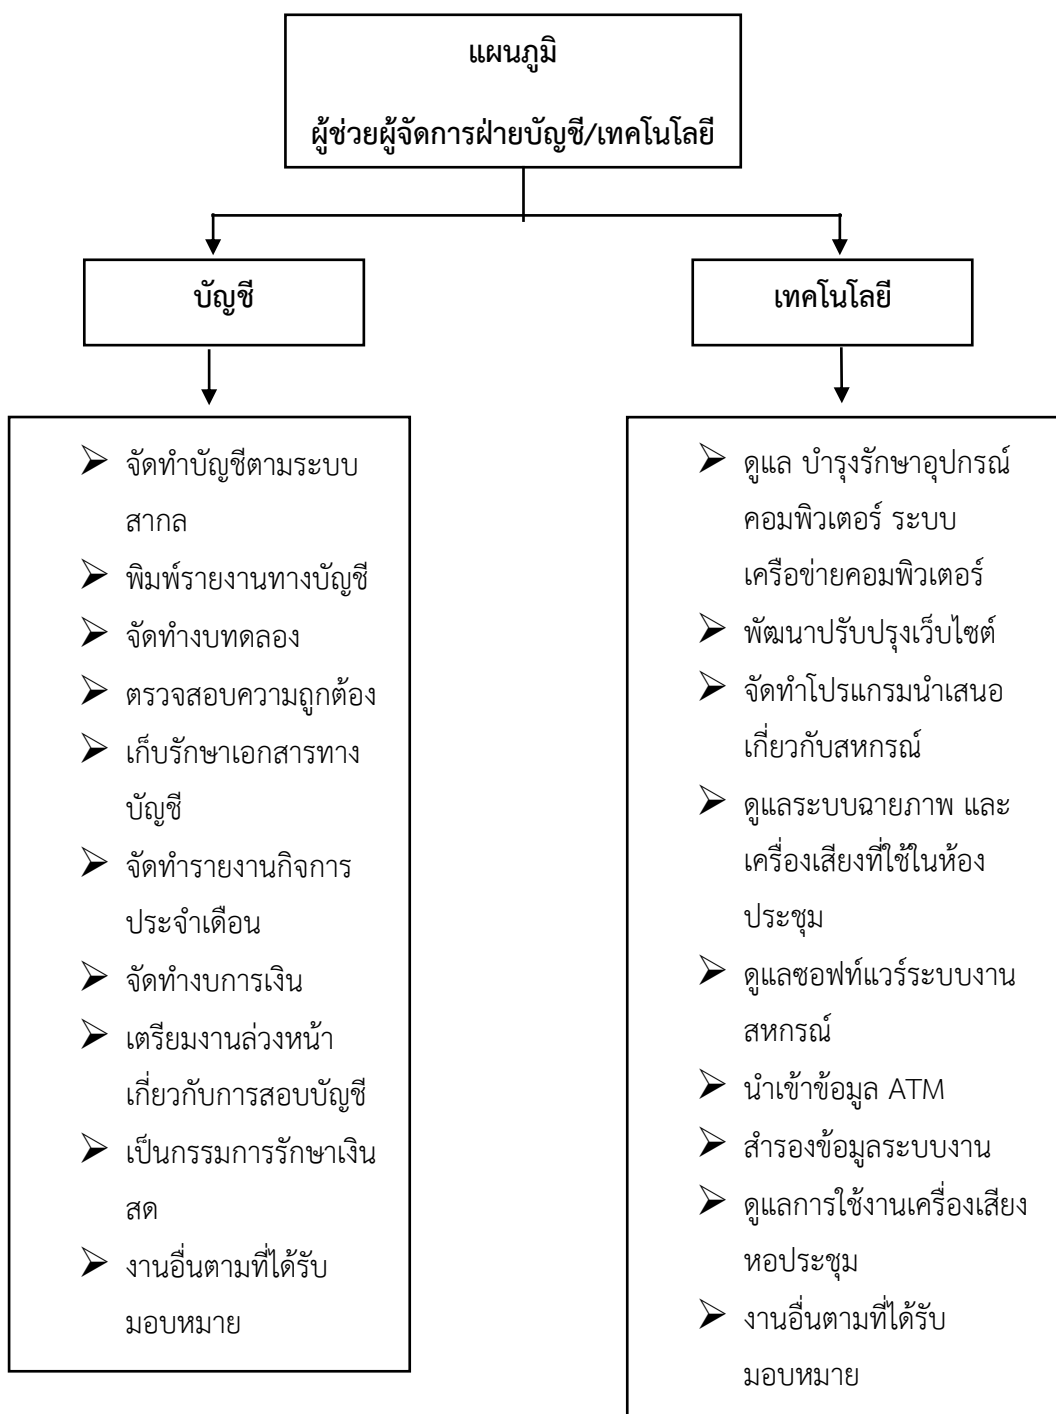 แผนภูมิ
ผู้ช่วยผู้จัดการฝ่ายบัญชี/เทคโนโลยี
บัญชี
เทคโนโลยี
จัดทำบัญชีตามระบบ
สากล
พิมพ์รายงานทางบัญชี
จัดทำงบทดลอง
ตรวจสอบความถูกต้อง
เก็บรักษาเอกสารทาง
บัญชี
จัดทำรายงานกิจการ
ประจำเดือน
จัดทำงบการเงิน
เตรียมงานล่วงหน้า
เกี่ยวกับการสอบบัญชี
เป็นกรรมการรักษาเงิน
สด
งานอื่นตามที่ได้รับ
มอบหมาย
ดูแล บำรุงรักษาอุปกรณ์
คอมพิวเตอร์ ระบบ
เครือข่ายคอมพิวเตอร์
พัฒนาปรับปรุงเว็บไซต์
จัดทำโปรแกรมนำเสนอ
เกี่ยวกับสหกรณ์
ดูแลระบบฉายภาพ และ
เครื่องเสียงที่ใช้ในห้อง
ประชุม
ดูแลซอฟท์แวร์ระบบงาน
สหกรณ์
นำเข้าข้อมูล ATM
สำรองข้อมูลระบบงาน
ดูแลการใช้งานเครื่องเสียง
หอประชุม
งานอื่นตามที่ได้รับ
มอบหมาย